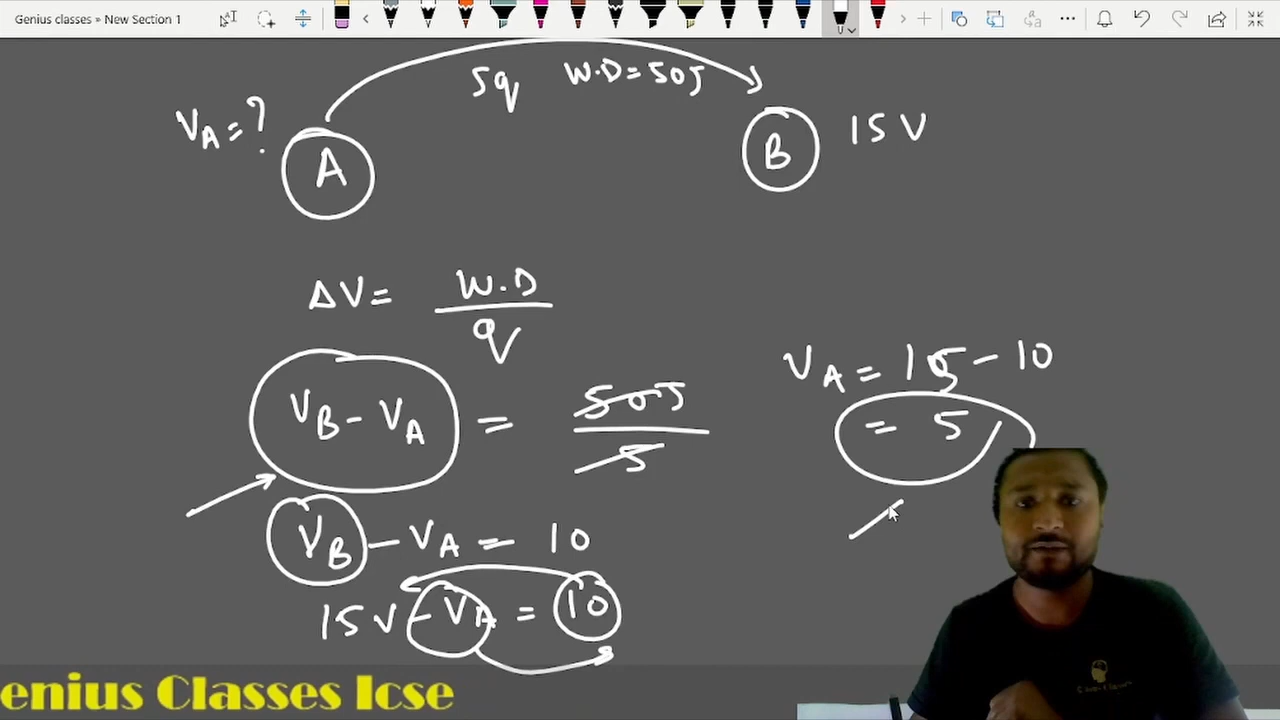 Genius classes » New Section 1
5q W.D=50J
VA=?
A
B
15 V
ΔV= W.D
q
VB - VA = 50J
5
VB - VA = 10
15V - VA = 10
VA = 15 - 10
= 5
enius Classes Icse